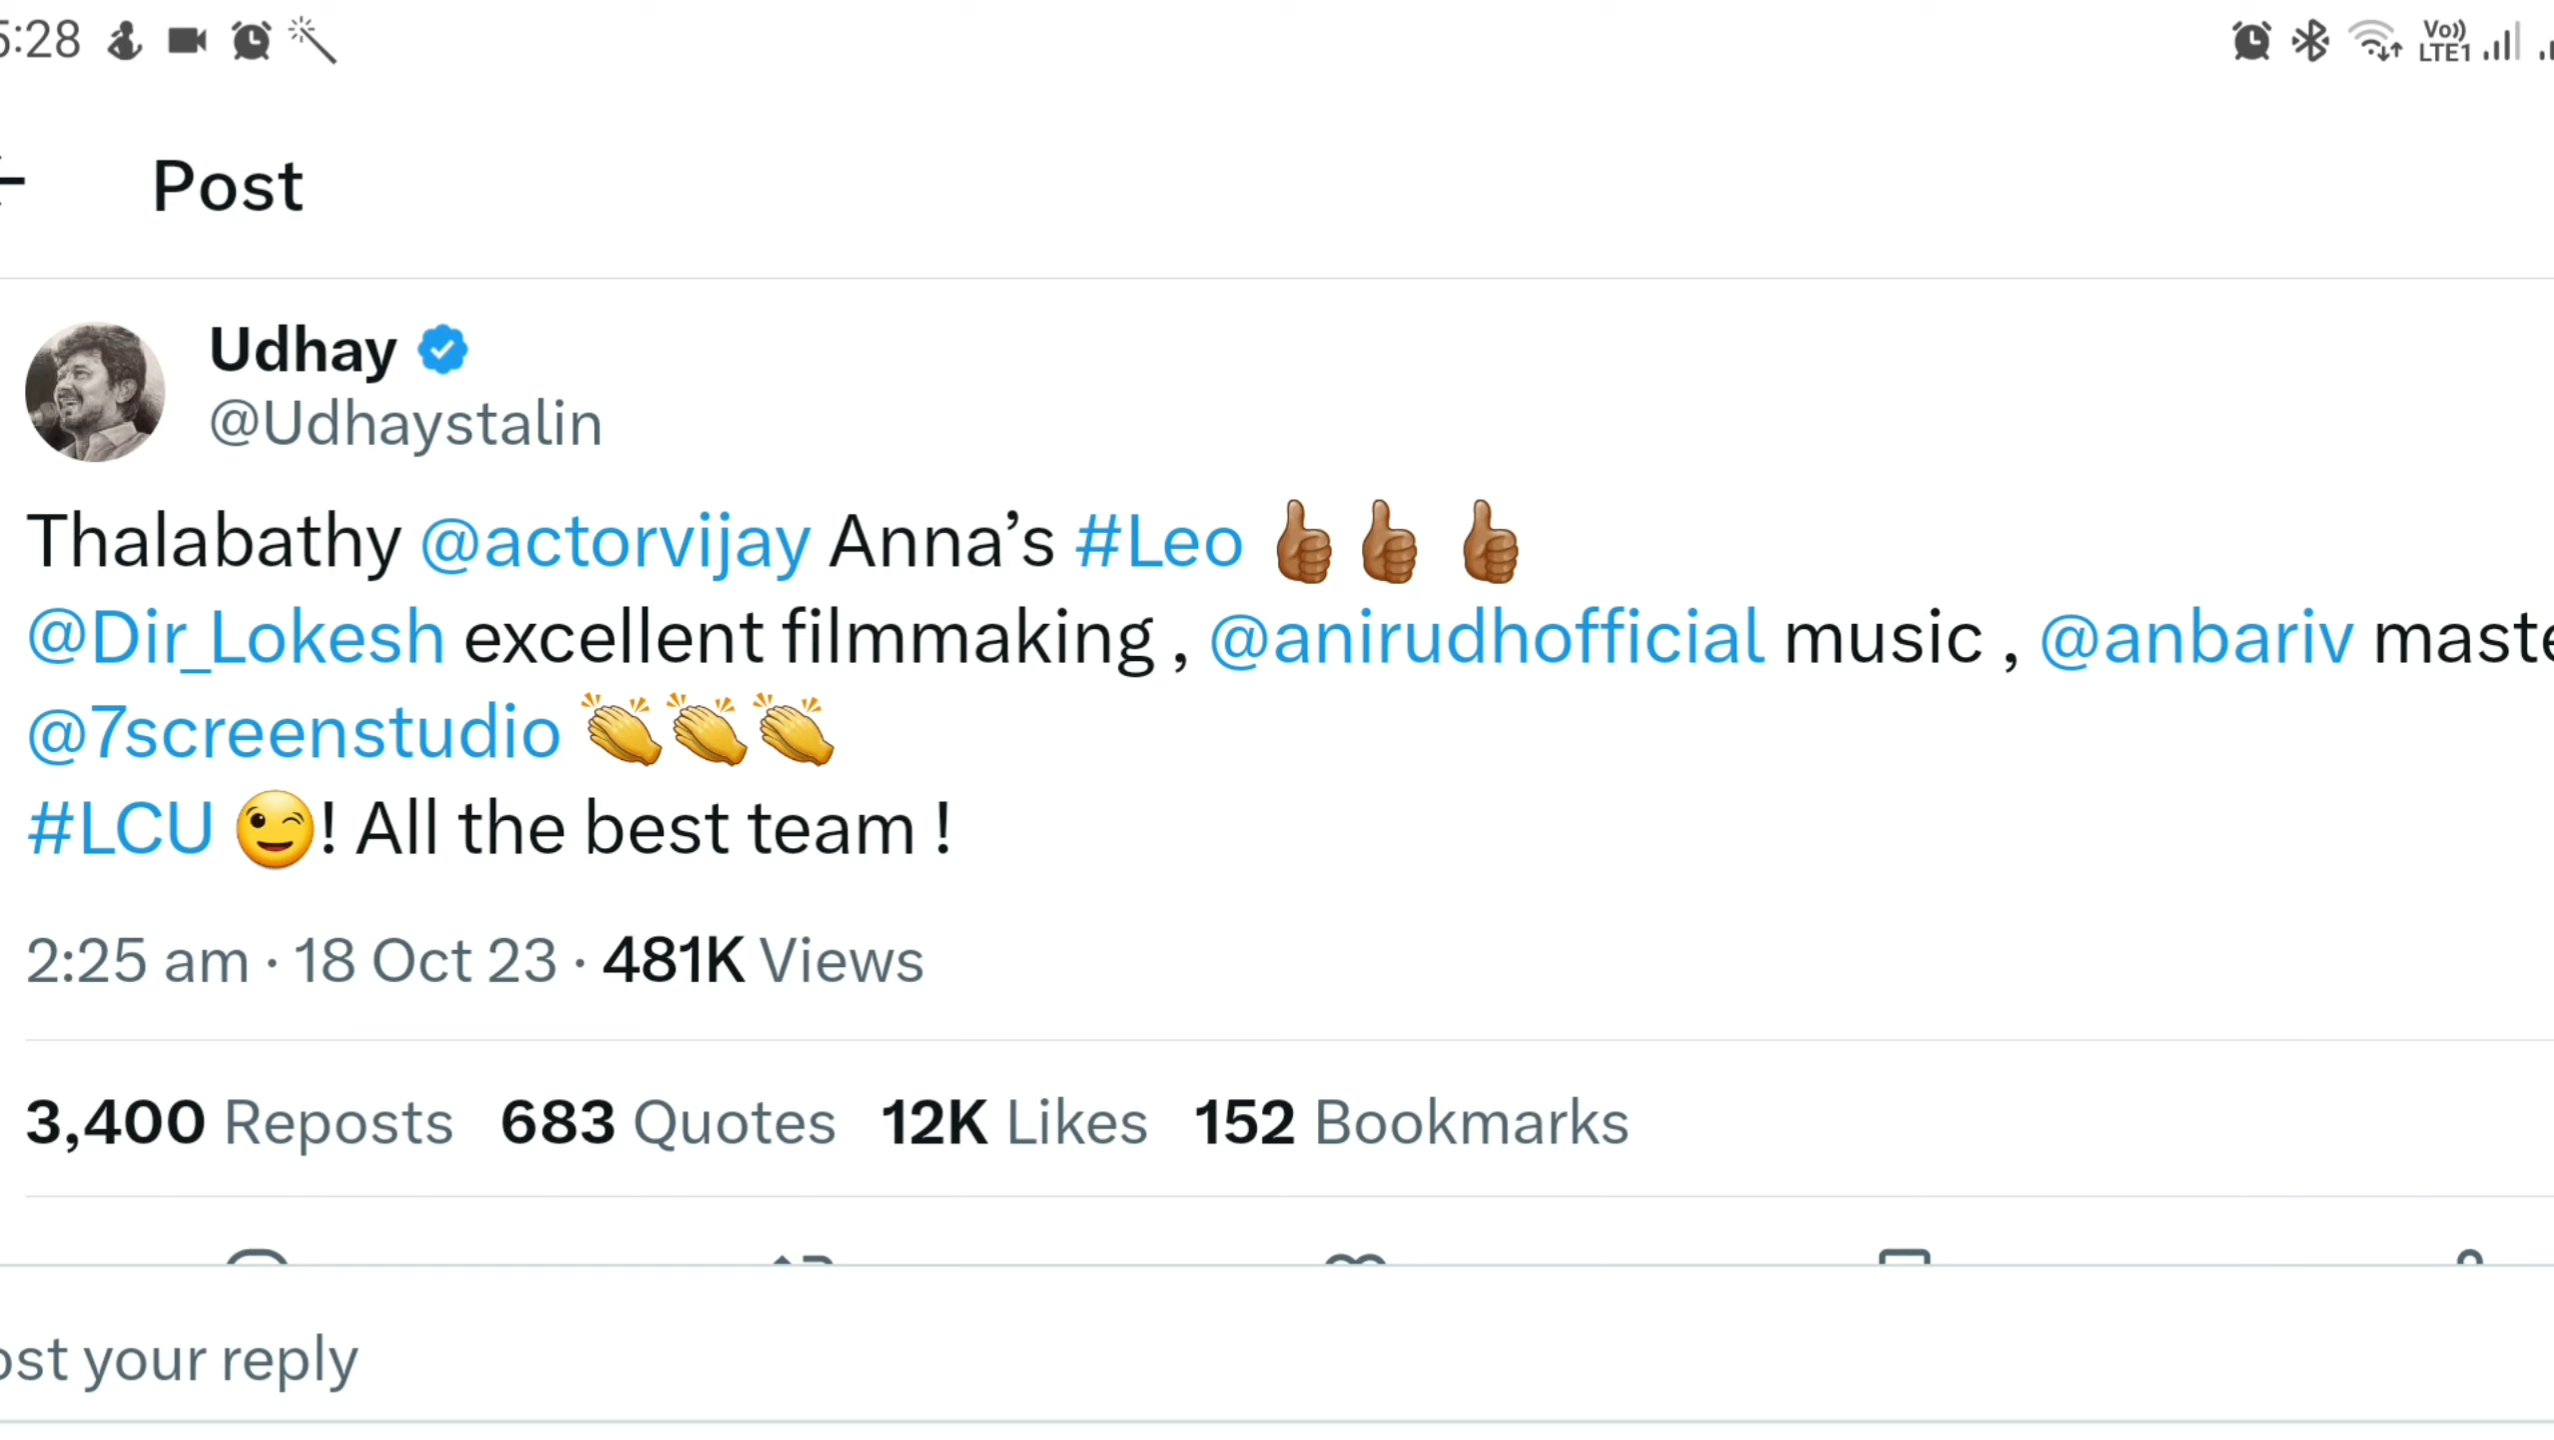 5:28 Vo)) LTE1
Post
Udhay
@Udhaystalin
Thalabathy @actorvijay Anna’s #Leo 👍🏾👍🏾 👍🏾
@Dir_Lokesh excellent filmmaking , @anirudhofficial music , @anbariv
@7screenstudio 👏👏👏
#LCU 😉! All the best team !
2:25 am · 18 Oct 23 · 481K Views
3,400 Reposts 683 Quotes 12K Likes 152 Bookmarks
your reply